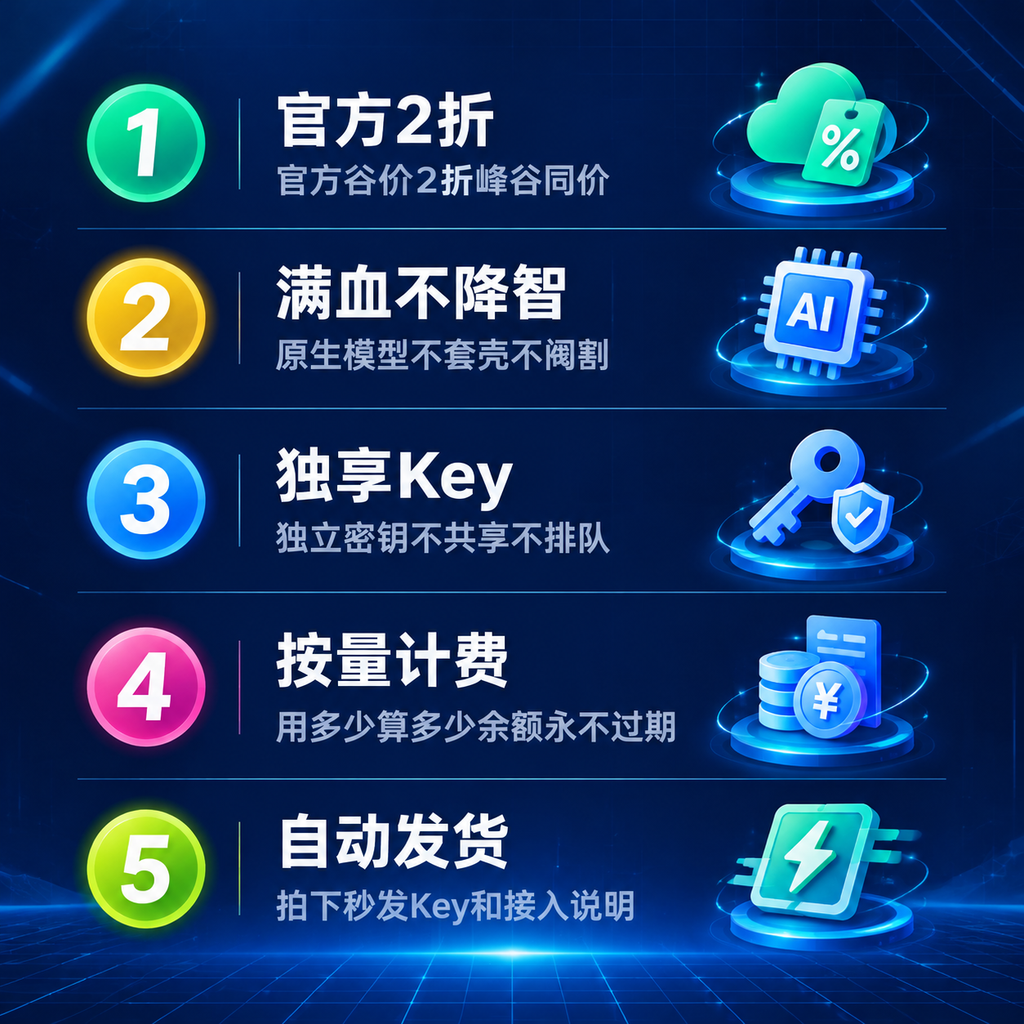 1
官方2折
官方谷价2折峰谷同价
%
2
满血不降智
原生模型不套壳不阉割
AI
3
独享Key
独立密钥不共享不排队
4
按量计费
用多少算多少余额永不过期
¥
5
自动发货
拍下秒发Key和接入说明